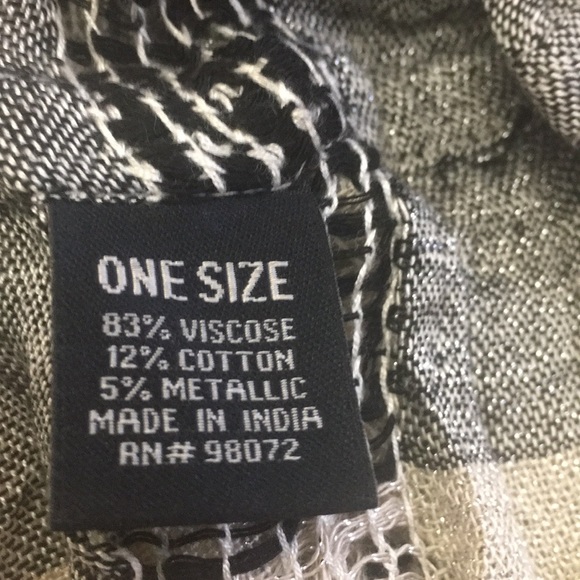 ONE SIZE
83% VISCOSE
12% COTTON
5% METALLIC
MADE IN INDIA
RN# 98072